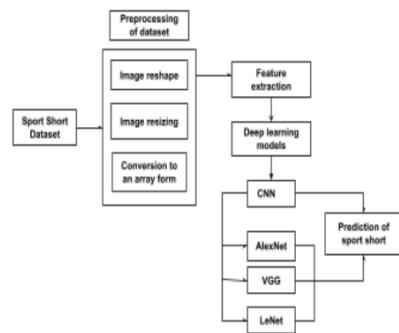 Preprocessing
of dataset
Image reshape
Feature
extraction
Sport Short
Dataset
Image resizing
Deep learning
models
Conversion to
an array form
CNN
Prediction of
sport short
AlexNet
VGG
LeNet